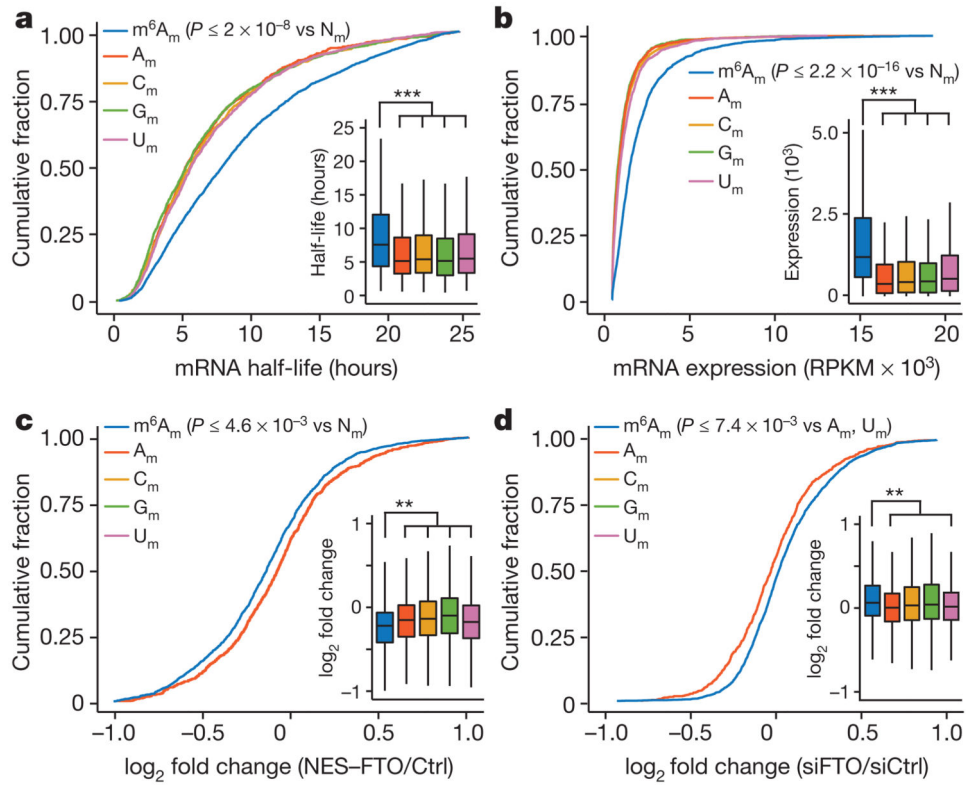 a
m⁶Aₘ (P ≤ 2 × 10⁻⁸ vs Nₘ)
Aₘ
Cₘ
Gₘ
Uₘ
Cumulative fraction
1.00
0.75
0.50
0.25
0
0 5 10 15 20 25
mRNA half-life (hours)
***
Half-life (hours)
25
20
15
10
5
0
b
m⁶Aₘ (P ≤ 2.2 × 10⁻¹⁶ vs Nₘ)
Aₘ
Cₘ
Gₘ
Uₘ
Cumulative fraction
1.00
0.75
0.50
0.25
0
0 5 10 15 20
mRNA expression (RPKM × 10³)
***
Expression (10³)
5.0
2.5
0
c
m⁶Aₘ (P ≤ 4.6 × 10⁻³ vs Nₘ)
Aₘ
Cₘ
Gₘ
Uₘ
Cumulative fraction
1.00
0.75
0.50
0.25
0
−1.0 −0.5 0 0.5 1.0
log₂ fold change (NES–FTO/Ctrl)
**
log₂ fold change
1
0
−1
d
m⁶Aₘ (P ≤ 7.4 × 10⁻³ vs Aₘ, Uₘ)
Aₘ
Cₘ
Gₘ
Uₘ
Cumulative fraction
1.00
0.75
0.50
0.25
0
−1.0 −0.5 0 0.5 1.0
log₂ fold change (siFTO/siCtrl)
**
log₂ fold change
1
0
−1